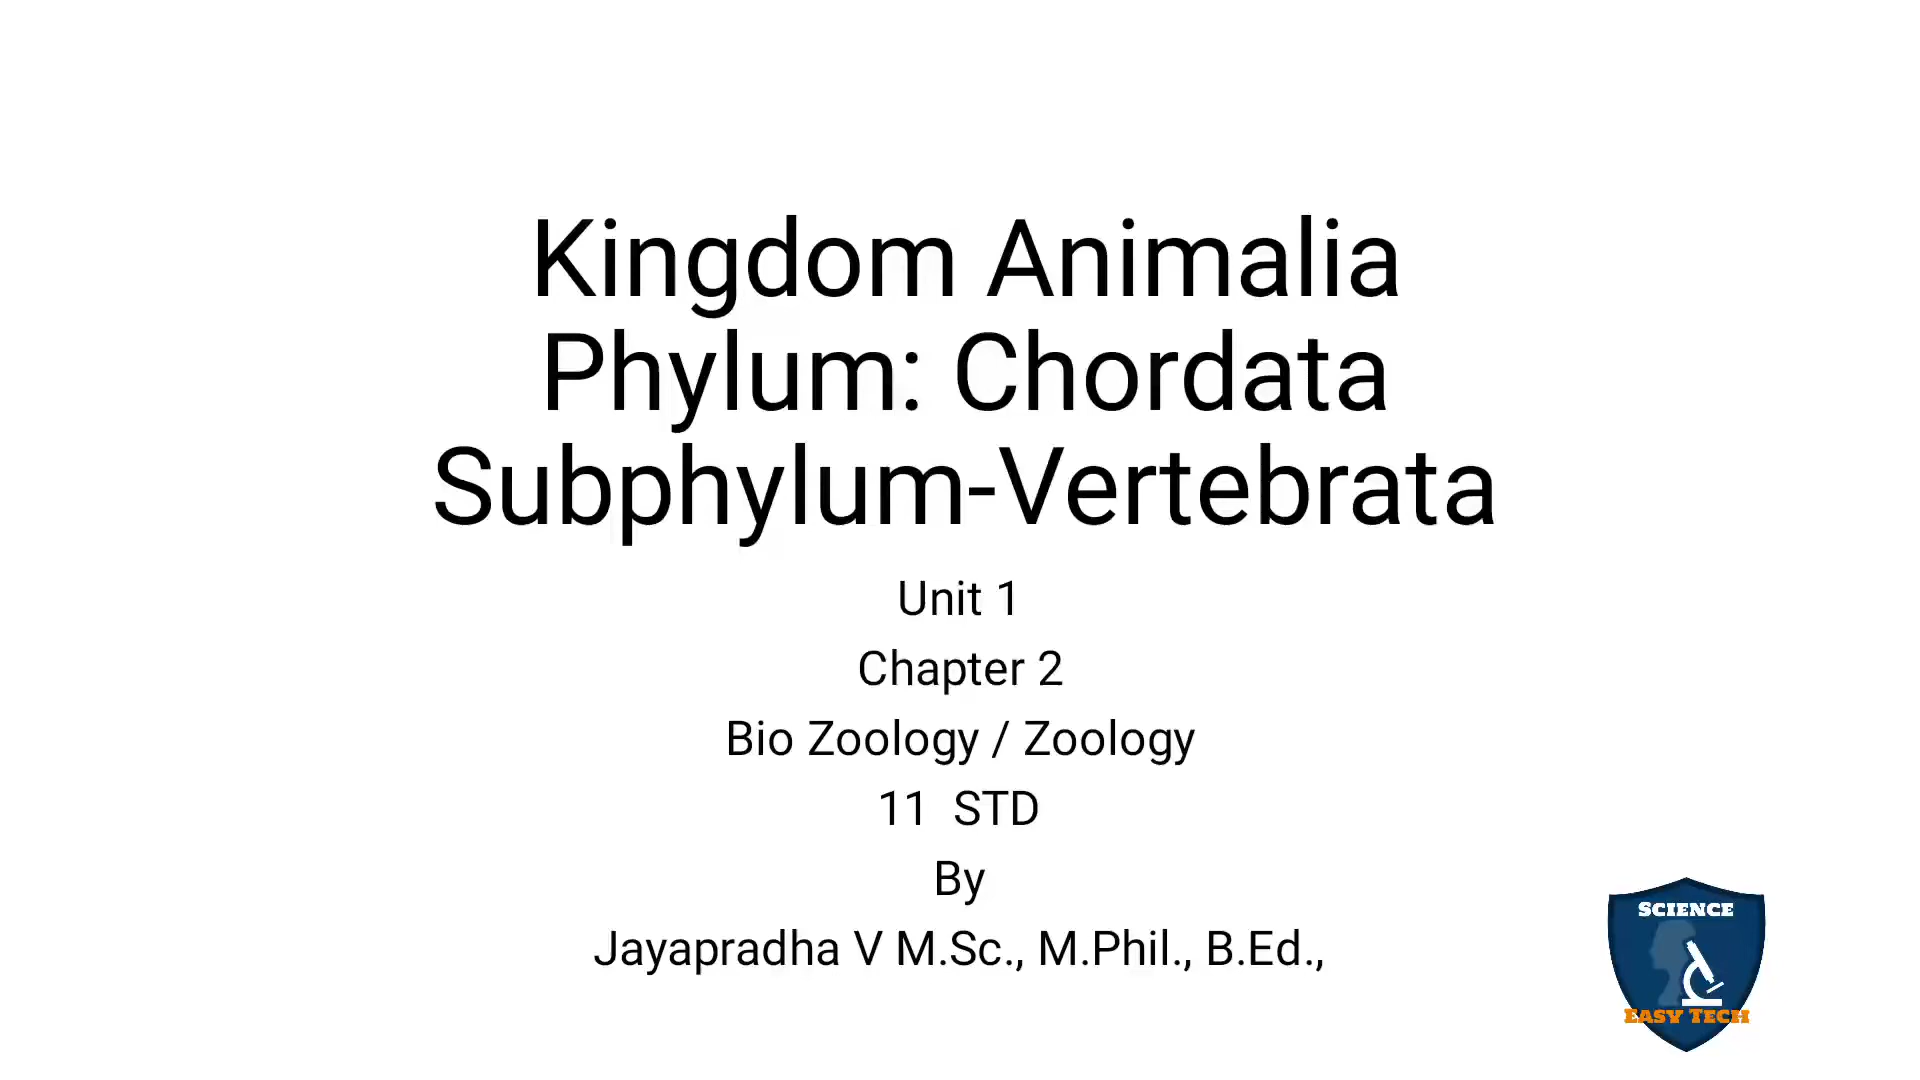 Kingdom Animalia
Phylum: Chordata
Subphylum-Vertebrata
Unit 1
Chapter 2
Bio Zoology / Zoology
11 STD
By
Jayapradha V M.Sc., M.Phil., B.Ed.,
SCIENCE
EASY TECH